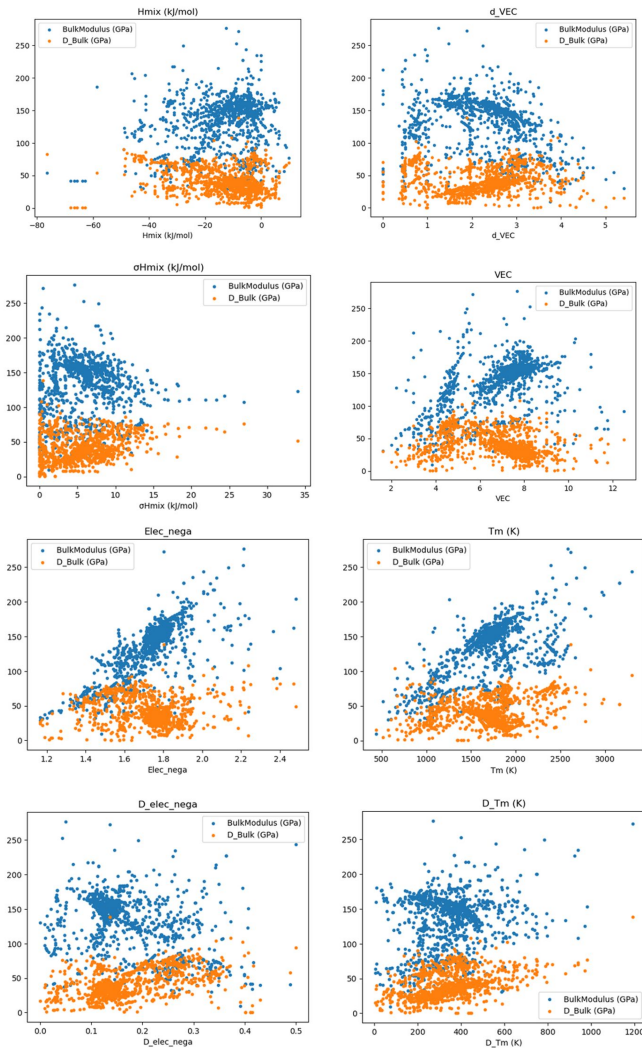 Hmix (kJ/mol)
BulkModulus (GPa)
D_Bulk (GPa)
250
200
150
100
50
0
-80 -60 -40 -20 0
Hmix (kJ/mol)
d_VEC
BulkModulus (GPa)
D_Bulk (GPa)
250
200
150
100
50
0
0 1 2 3 4 5
d_VEC
σHmix (kJ/mol)
BulkModulus (GPa)
D_Bulk (GPa)
250
200
150
100
50
0
0 5 10 15 20 25 30 35
σHmix (kJ/mol)
VEC
BulkModulus (GPa)
D_Bulk (GPa)
250
200
150
100
50
0
2 4 6 8 10 12
VEC
Elec_nega
BulkModulus (GPa)
D_Bulk (GPa)
250
200
150
100
50
0
1.2 1.4 1.6 1.8 2.0 2.2 2.4
Elec_nega
Tm (K)
BulkModulus (GPa)
D_Bulk (GPa)
250
200
150
100
50
0
500 1000 1500 2000 2500 3000
Tm (K)
D_elec_nega
BulkModulus (GPa)
D_Bulk (GPa)
250
200
150
100
50
0
0.0 0.1 0.2 0.3 0.4 0.5
D_elec_nega
D_Tm (K)
250
200
150
100
50
0
BulkModulus (GPa)
D_Bulk (GPa)
0 200 400 600 800 1000 1200
D_Tm (K)